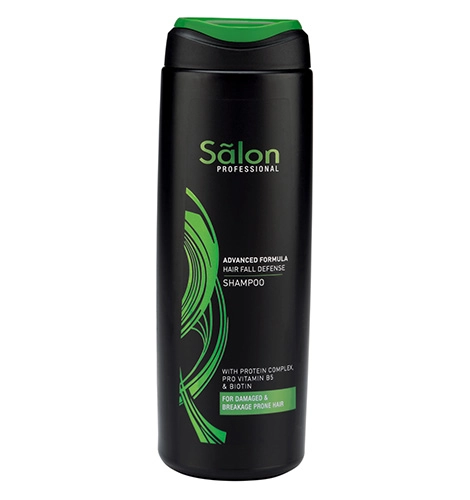 Sãlon
PROFESSIONAL
ADVANCED FORMULA
HAIR FALL DEFENSE
SHAMPOO
WITH PROTEIN COMPLEX,
PRO VITAMIN B5
& BIOTIN
FOR DAMAGED &
BREAKAGE PRONE HAIR